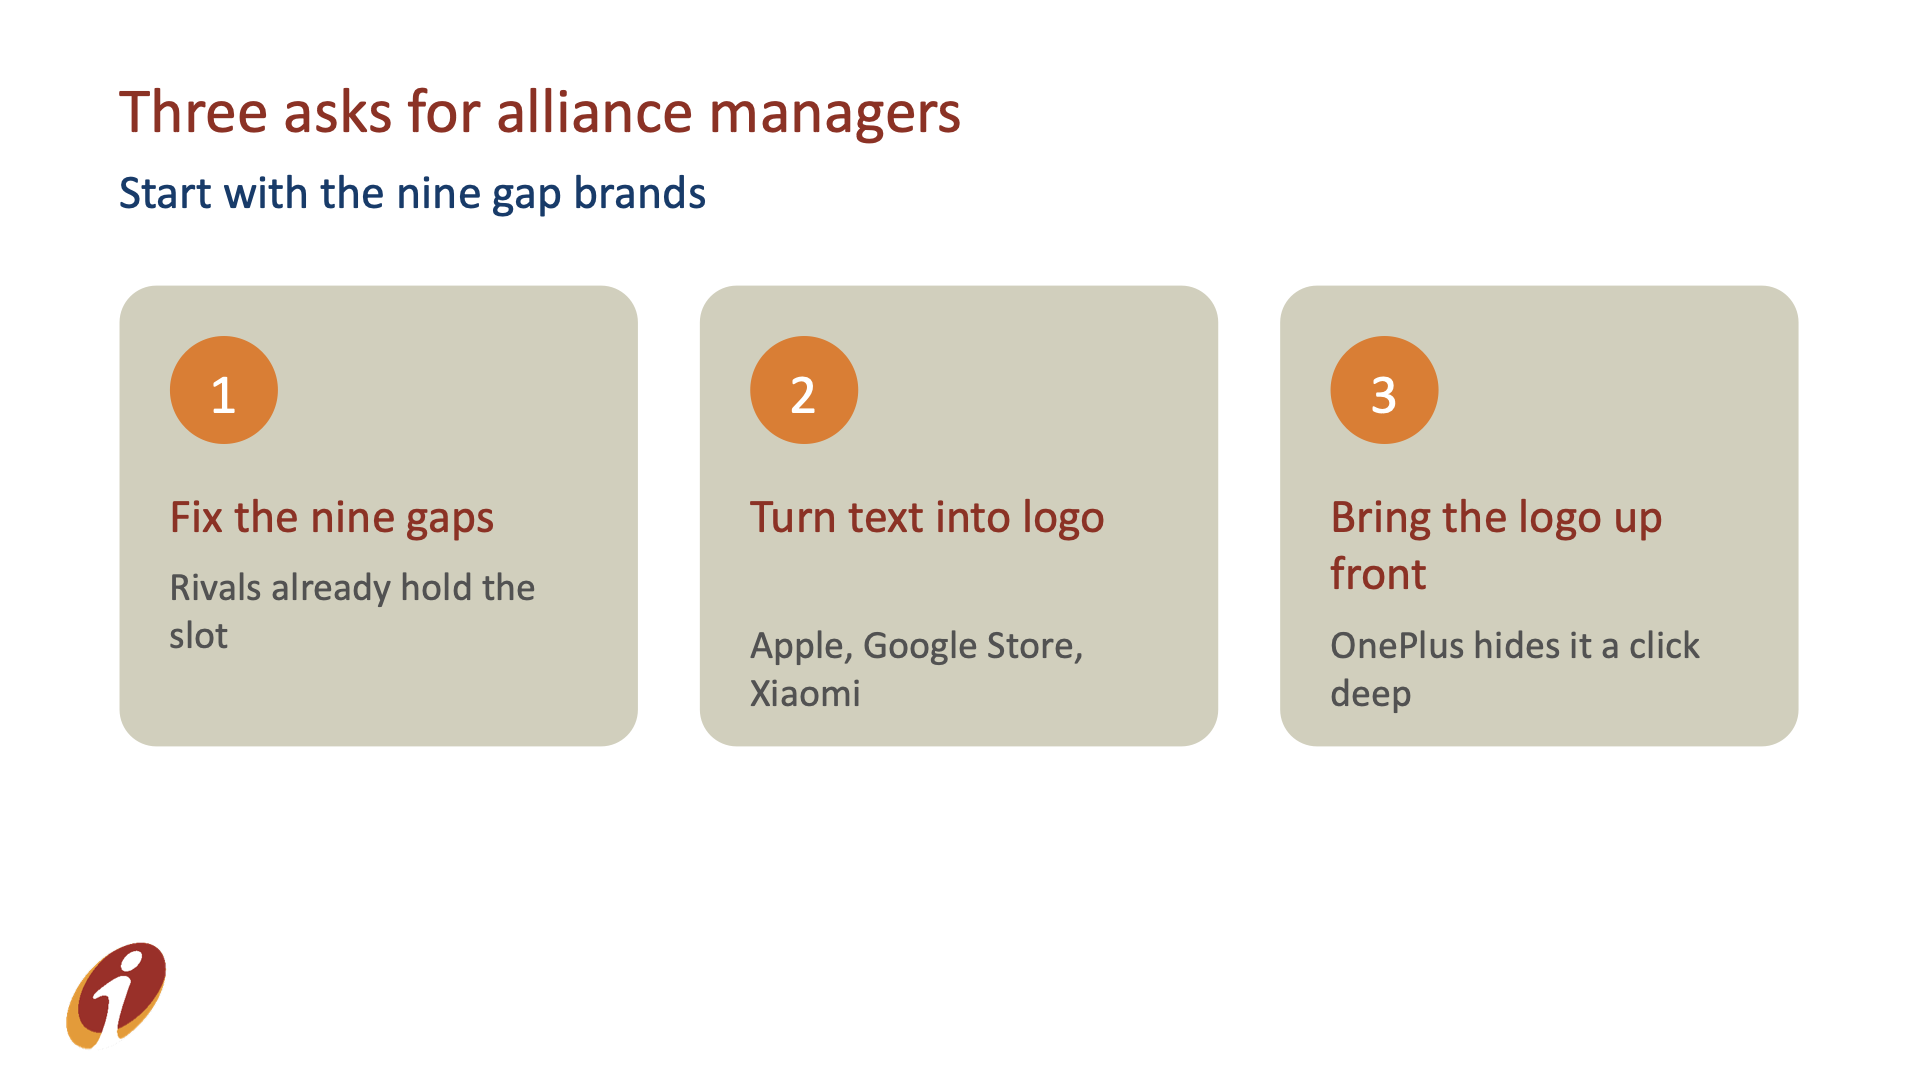 Three asks for alliance managers
Start with the nine gap brands
1
Fix the nine gaps
Rivals already hold the
slot
2
Turn text into logo
Apple, Google Store,
Xiaomi
3
Bring the logo up
front
OnePlus hides it a click
deep
i